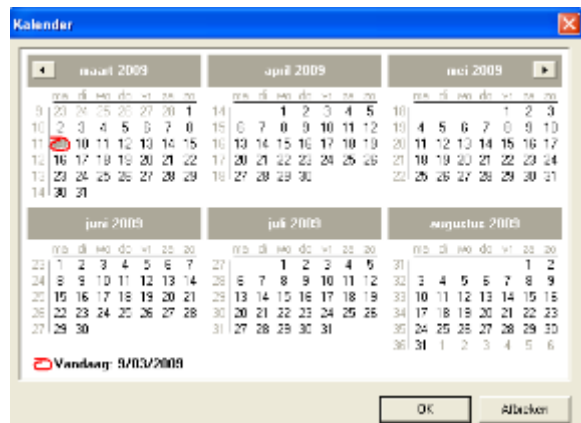 Kalender
maart 2009 april 2009 mei 2009
ma di wo do vr za zo ma di wo do vr za zo ma di wo do vr za zo
9 23 24 25 26 27 28 1 14 1 2 3 4 5 18 1 2 3
10 2 3 4 5 6 7 8 15 6 7 8 9 10 11 12 19 4 5 6 7 8 9 10
11 10 11 12 13 14 15 16 13 14 15 16 17 18 19 20 11 12 13 14 15 16 17
12 16 17 18 19 20 21 22 17 20 21 22 23 24 25 26 21 18 19 20 21 22 23 24
13 23 24 25 26 27 28 29 18 27 28 29 30 22 25 26 27 28 29 30 31
14 30 31
juni 2009 juli 2009 augustus 2009
ma di wo do vr za zo ma di wo do vr za zo ma di wo do vr za zo
23 1 2 3 4 5 6 7 27 1 2 3 4 5 31 1 2
24 8 9 10 11 12 13 14 28 6 7 8 9 10 11 12 32 3 4 5 6 7 8 9
25 15 16 17 18 19 20 21 29 13 14 15 16 17 18 19 33 10 11 12 13 14 15 16
26 22 23 24 25 26 27 28 30 20 21 22 23 24 25 26 34 17 18 19 20 21 22 23
27 29 30 31 27 28 29 30 31 35 24 25 26 27 28 29 30
36 31 1 2 3 4 5 6
Vandaag: 9/03/2009
OK Afbreken